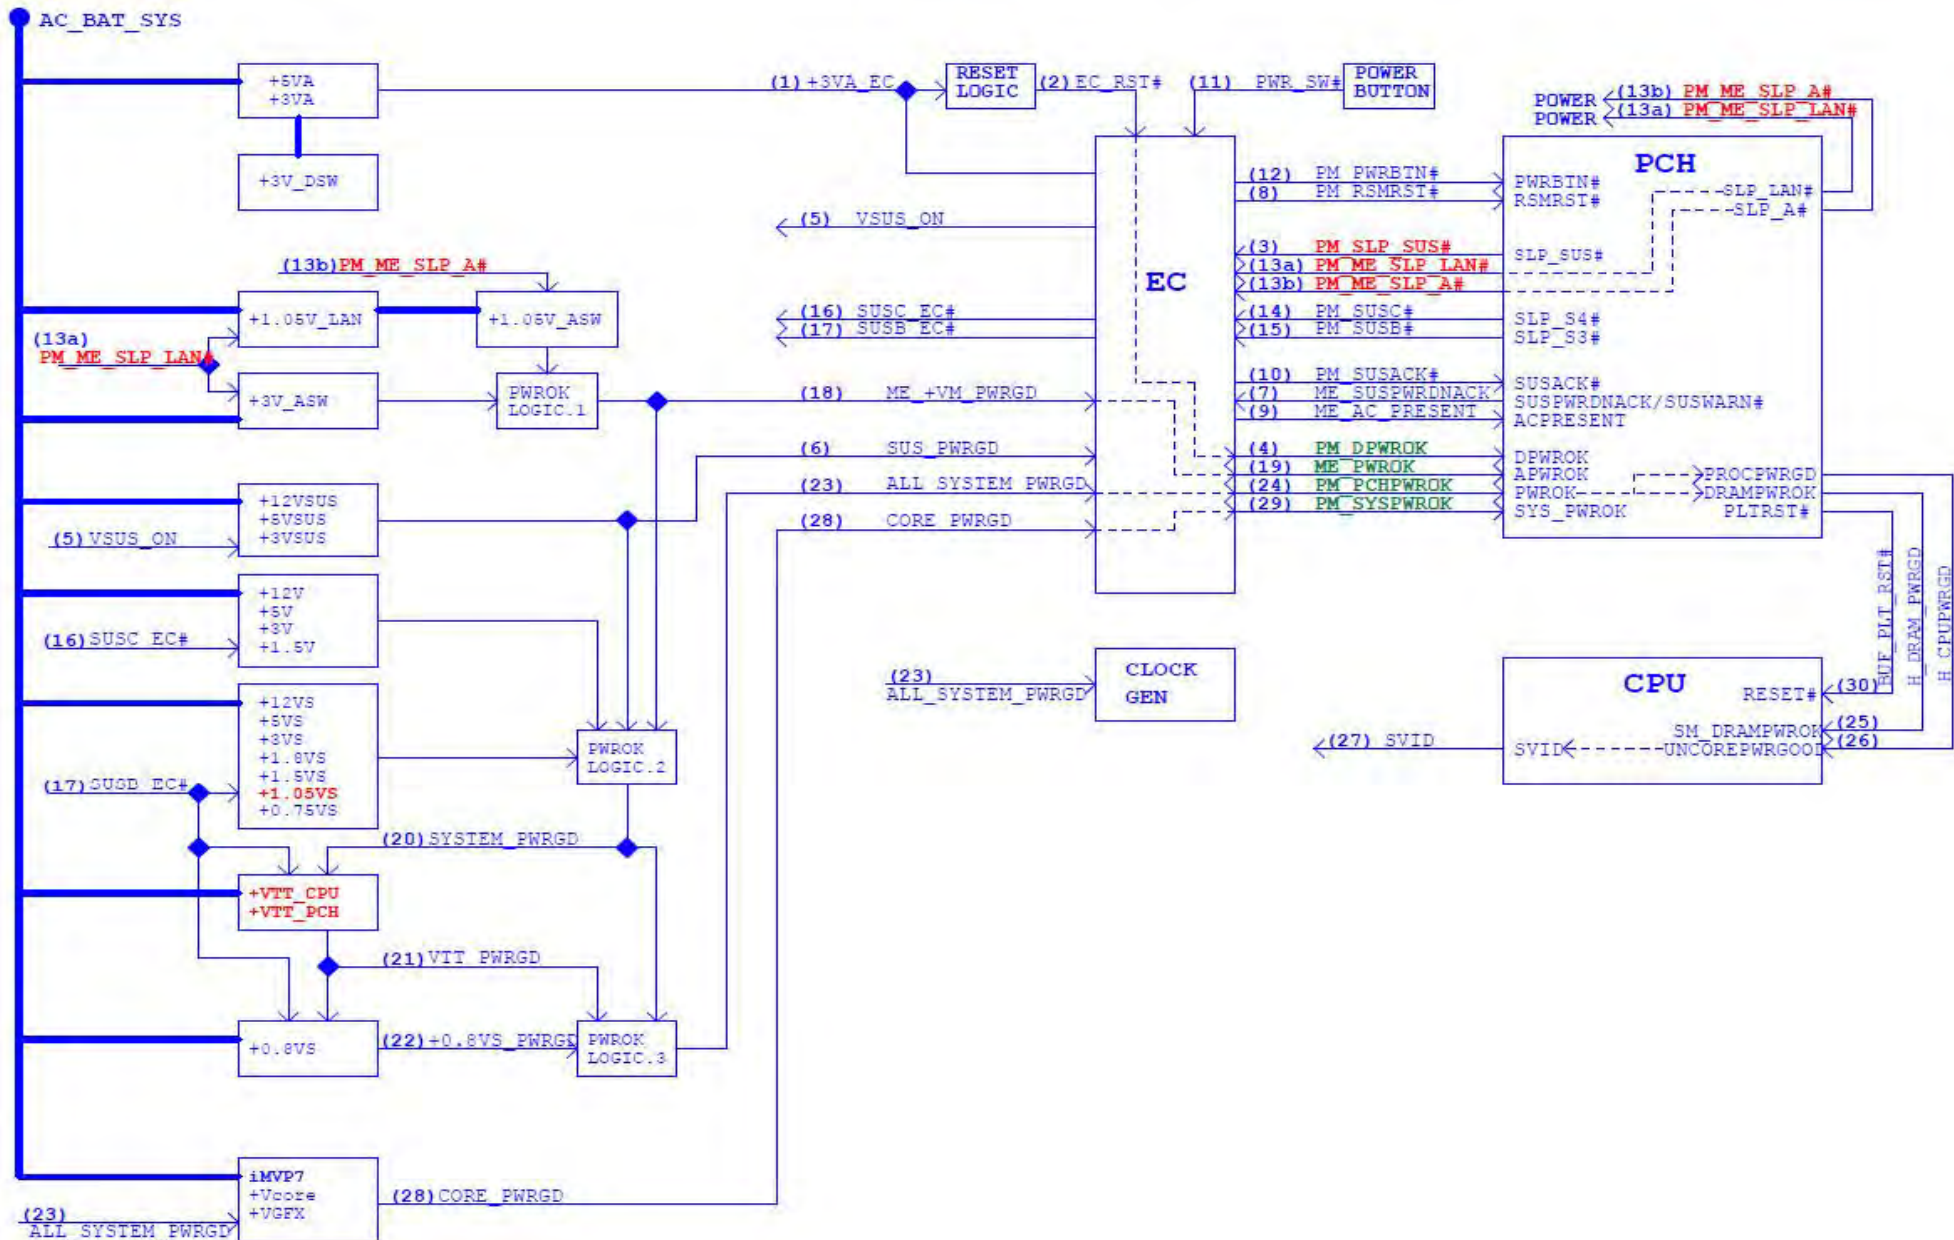 AC_BAT_SYS
+5VA
+3VA
(1) +3VA_EC
RESET
LOGIC
(2) EC_RST#
(11) PWR_SW#
POWER
BUTTON
+3V_DSW
POWER (13b) PM_ME_SLP_A#
POWER (13a) PM_ME_SLP_LAN#
EC
PCH
(12) PM_PWRBTN#
PWRBTN#
(8) PM_RSMRST#
RSMRST#
SLP_LAN#
SLP_A#
(5) VSUS_ON
(3) PM_SLP_SUS#
SLP_SUS#
(13a) PM_ME_SLP_LAN#
(13b) PM_ME_SLP_A#
(16) SUSC_EC#
(17) SUSB_EC#
(14) PM_SUSC#
SLP_S4#
(15) PM_SUSB#
SLP_S3#
(10) PM_SUSACK#
SUSACK#
(7) ME_SUSPWRDNACK
SUSPWRDNACK/SUSWARN#
(9) ME_AC_PRESENT
ACPRESENT
(4) PM_DPWROK
DPWROK
(19) ME_PWROK
APWROK
(24) PM_PCHPWROK
PWROK
(29) PM_SYSPWROK
SYS_PWROK
PROCPWRGD
DRAMPWROK
PLTRST#
(13b) PM_ME_SLP_A#
+1.05V_LAN
+1.05V_ASW
(13a)
PM_ME_SLP_LAN#
+3V_ASW
PWROK
LOGIC.1
(18) ME_+VM_PWRGD
(6) SUS_PWRGD
(23) ALL_SYSTEM_PWRGD
(28) CORE_PWRGD
+12VSUS
+5VSUS
+3VSUS
(5) VSUS_ON
+12V
+5V
+3V
+1.5V
(16) SUSC_EC#
+12VS
+5VS
+3VS
+1.8VS
+1.5VS
+1.05VS
+0.75VS
(17) SUSB_EC#
PWROK
LOGIC.2
(20) SYSTEM_PWRGD
+VTT_CPU
+VTT_PCH
(21) VTT_PWRGD
+0.8VS
(22) +0.8VS_PWRGD
PWROK
LOGIC.3
iMVP7
+Vcore
+VGFX
(23)
ALL_SYSTEM_PWRGD
(28) CORE_PWRGD
(23)
ALL_SYSTEM_PWRGD
CLOCK
GEN
BUF_PLT_RST#
H_DRAM_PWRGD
H_CPUPWRGD
CPU
RESET#
(30)
SM_DRAMPWROK
(25)
UNCOREPWRGOOD
(26)
SVID
(27) SVID